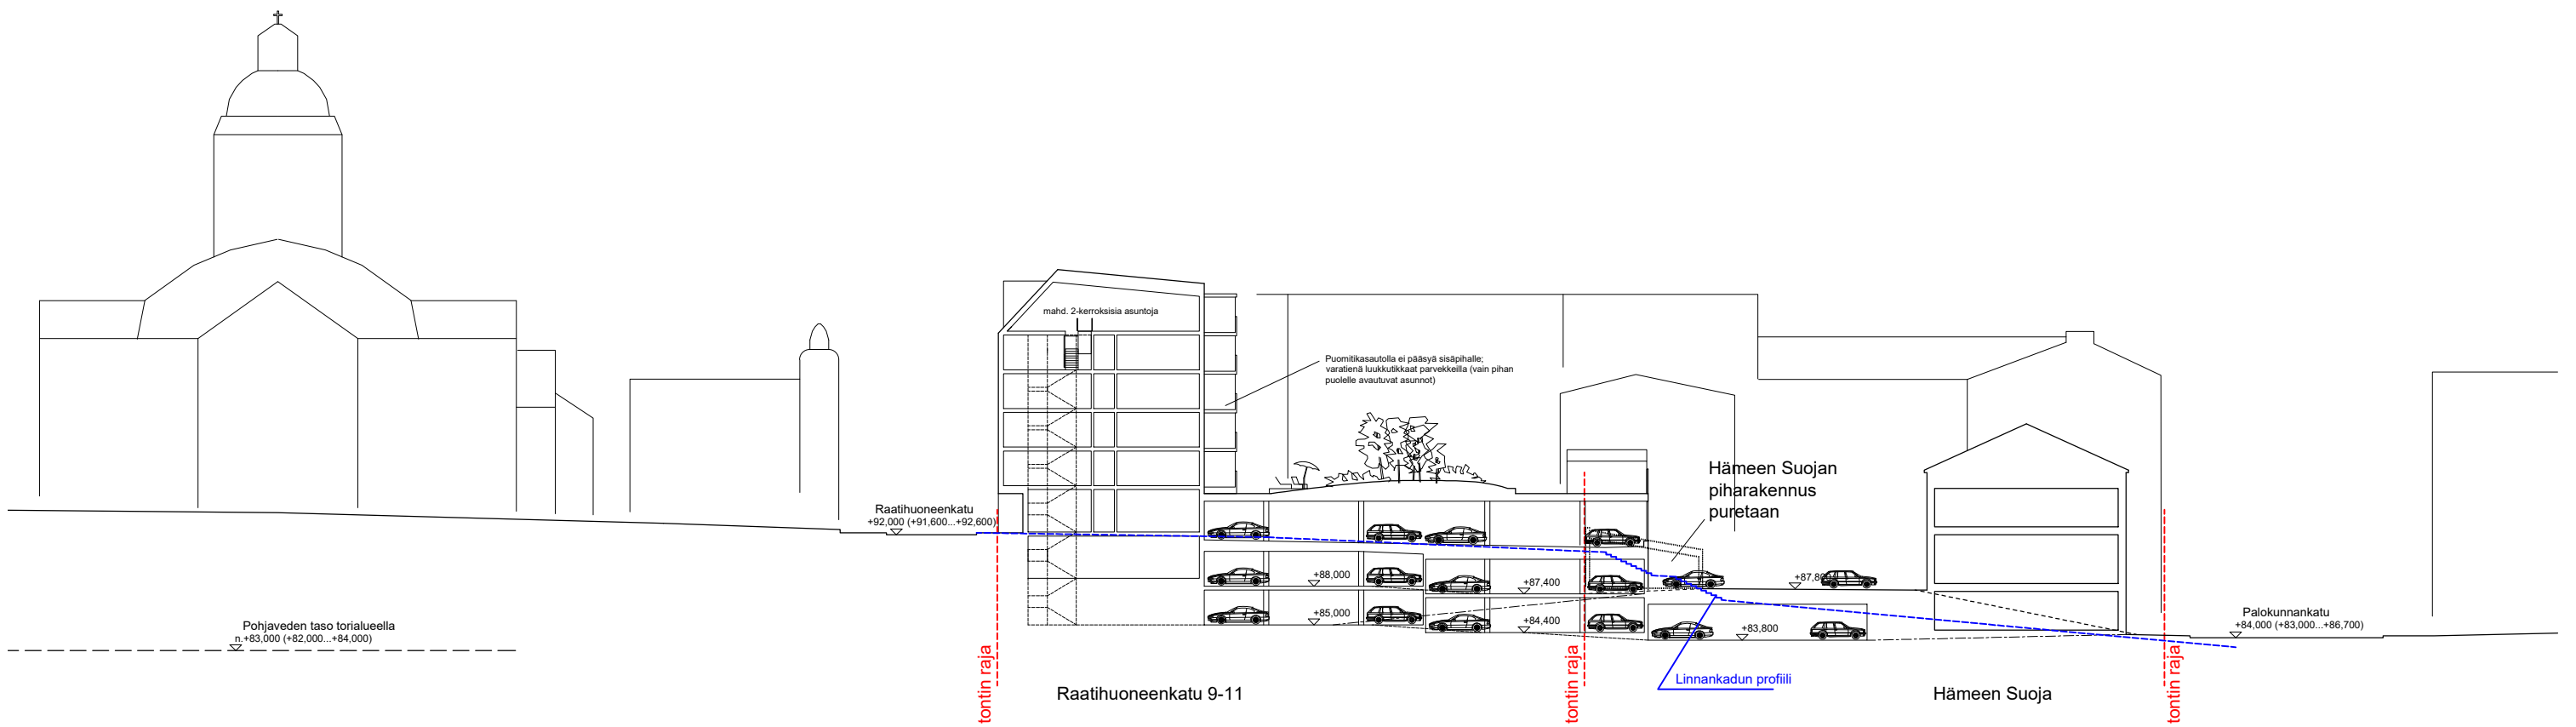 mahd. 2-kerroksisia asuntoja
Puomitikasautolla ei pääsyä sisäpihalle;
varatienä luukkutikkaat parvekkeilla (vain pihan
puolelle avautuvat asunnot)
Hämeen Suojan
piharakennus
puretaan
Raatihuoneenkatu
+92,000 (+91,600...+92,600)
+88,000
+87,400
+85,000
+84,400
+83,800
Pohjaveden taso torialueella
n.+83,000 (+82,000...+84,000)
Palokunnankatu
+84,000 (+83,000...+86,700)
tontin raja
tontin raja
tontin raja
Linnankadun profiili
Raatihuoneenkatu 9-11
Hämeen Suoja